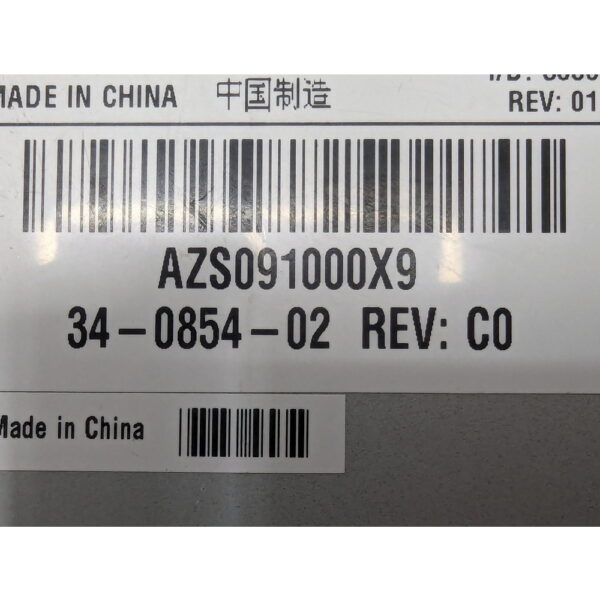 MADE IN CHINA 中国制造
REV: 01
AZS091000X9
34-0854-02 REV: C0
Made in China